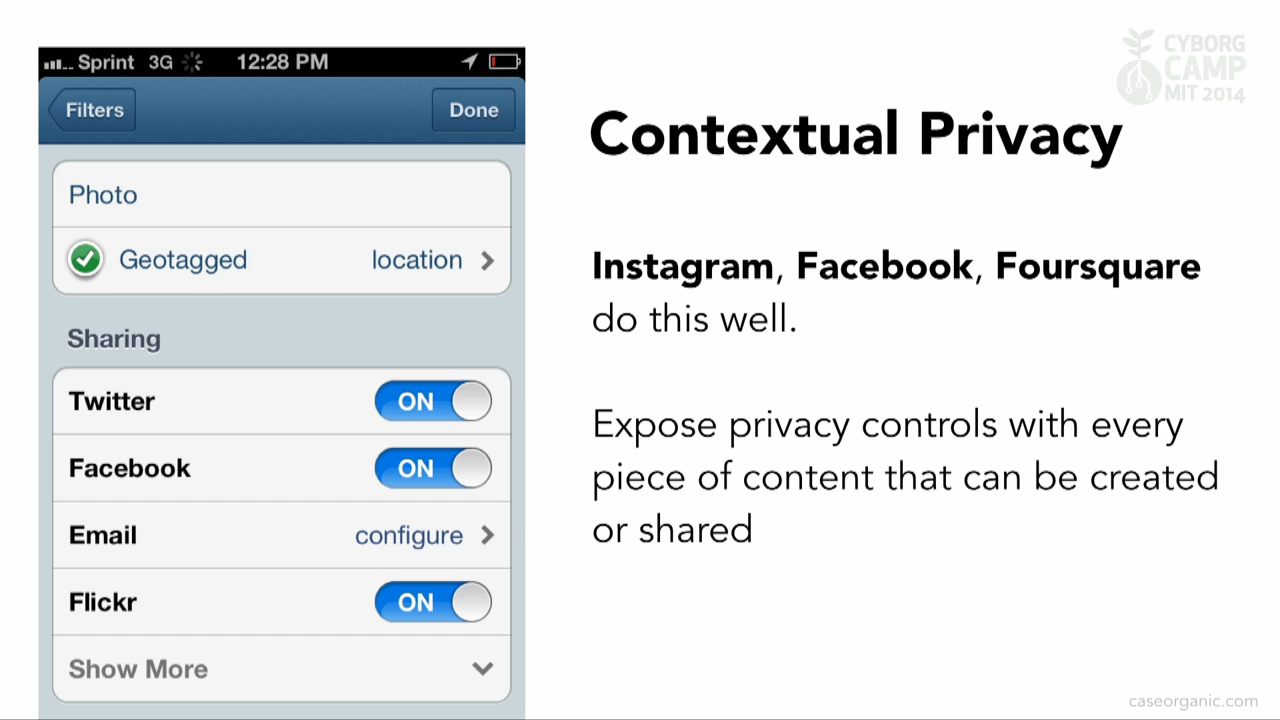 Sprint 3G 12:28 PM
Filters Done
Photo
Geotagged location
Sharing
Twitter ON
Facebook ON
Email configure
Flickr ON
Show More
CYBORG
CAMP
MIT 2014
Contextual Privacy
Instagram, Facebook, Foursquare
do this well.
Expose privacy controls with every
piece of content that can be created
or shared
caseorganic.com